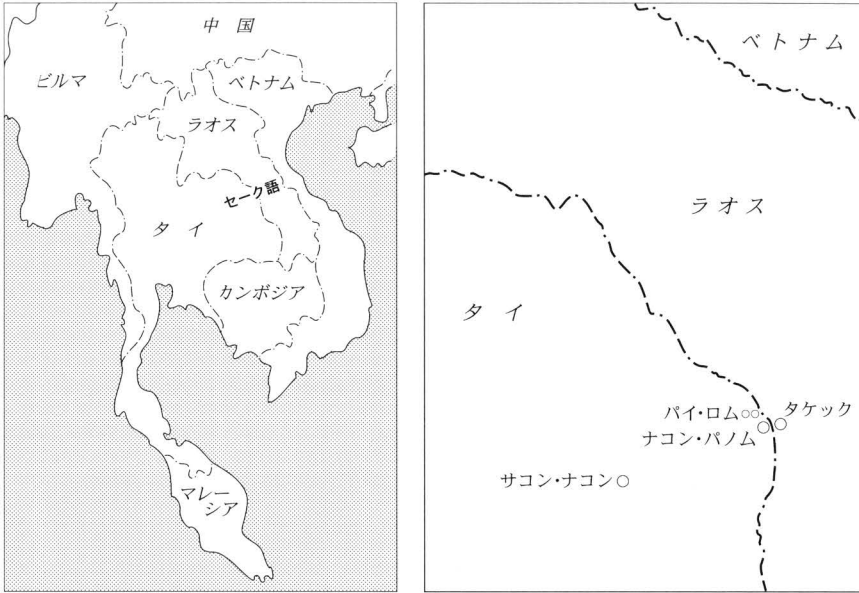 中 国
ビルマ
ベトナム
ラオス
セーク語
タ イ
カンボジア
マレー
シア
ベトナム
ラオス
タ イ
パイ・ロム
タケック
ナコン・パノム
サコン・ナコン